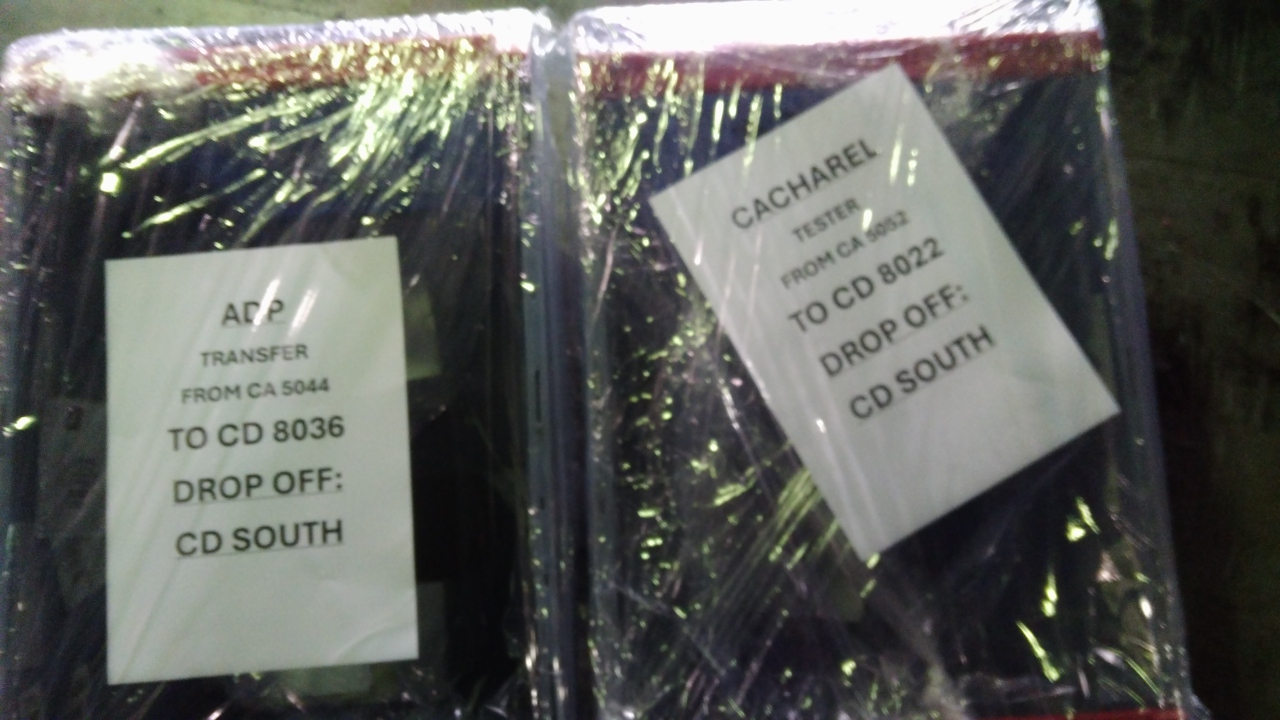 ADP
TRANSFER
FROM CA 5044
TO CD 8036
DROP OFF:
CD SOUTH
CACHAREL
TESTER
FROM CA 5052
TO CD 8022
DROP OFF:
CD SOUTH